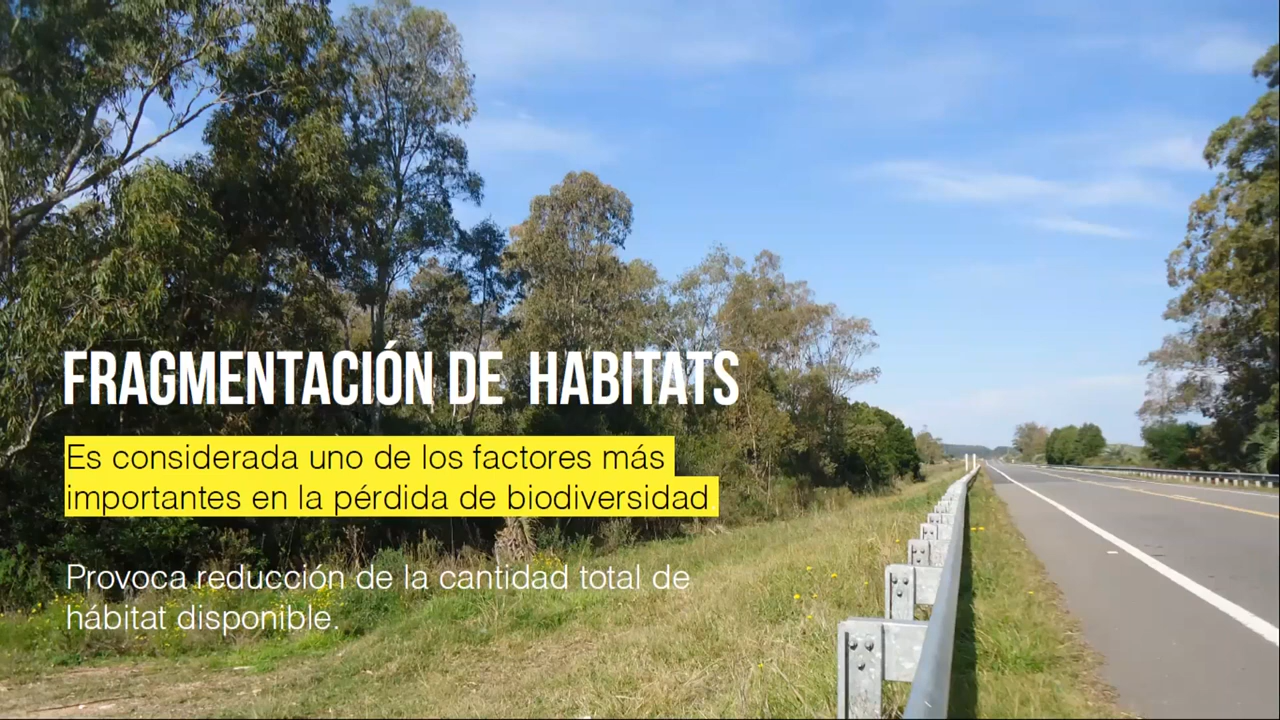 FRAGMENTACIÓN DE HABITATS
Es considerada uno de los factores más
importantes en la pérdida de biodiversidad
Provoca reducción de la cantidad total de
hábitat disponible.